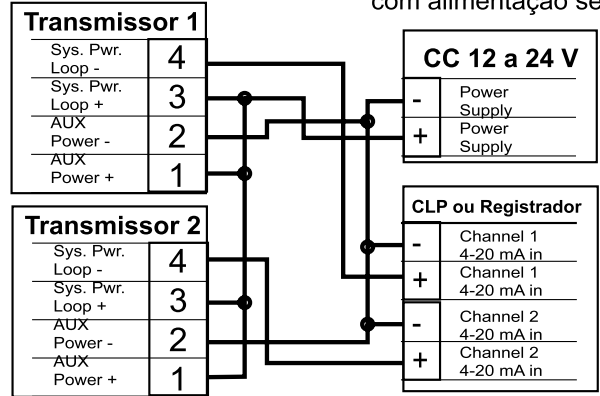 com alimentação se
Transmissor 1
Sys. Pwr.
Loop -
4
Sys. Pwr.
Loop +
3
AUX
Power -
2
AUX
Power +
1
CC 12 a 24 V
-
Power
Supply
+
Power
Supply
Transmissor 2
Sys. Pwr.
Loop -
4
Sys. Pwr.
Loop +
3
AUX
Power -
2
AUX
Power +
1
CLP ou Registrador
-
Channel 1
4-20 mA in
+
Channel 1
4-20 mA in
-
Channel 2
4-20 mA in
+
Channel 2
4-20 mA in